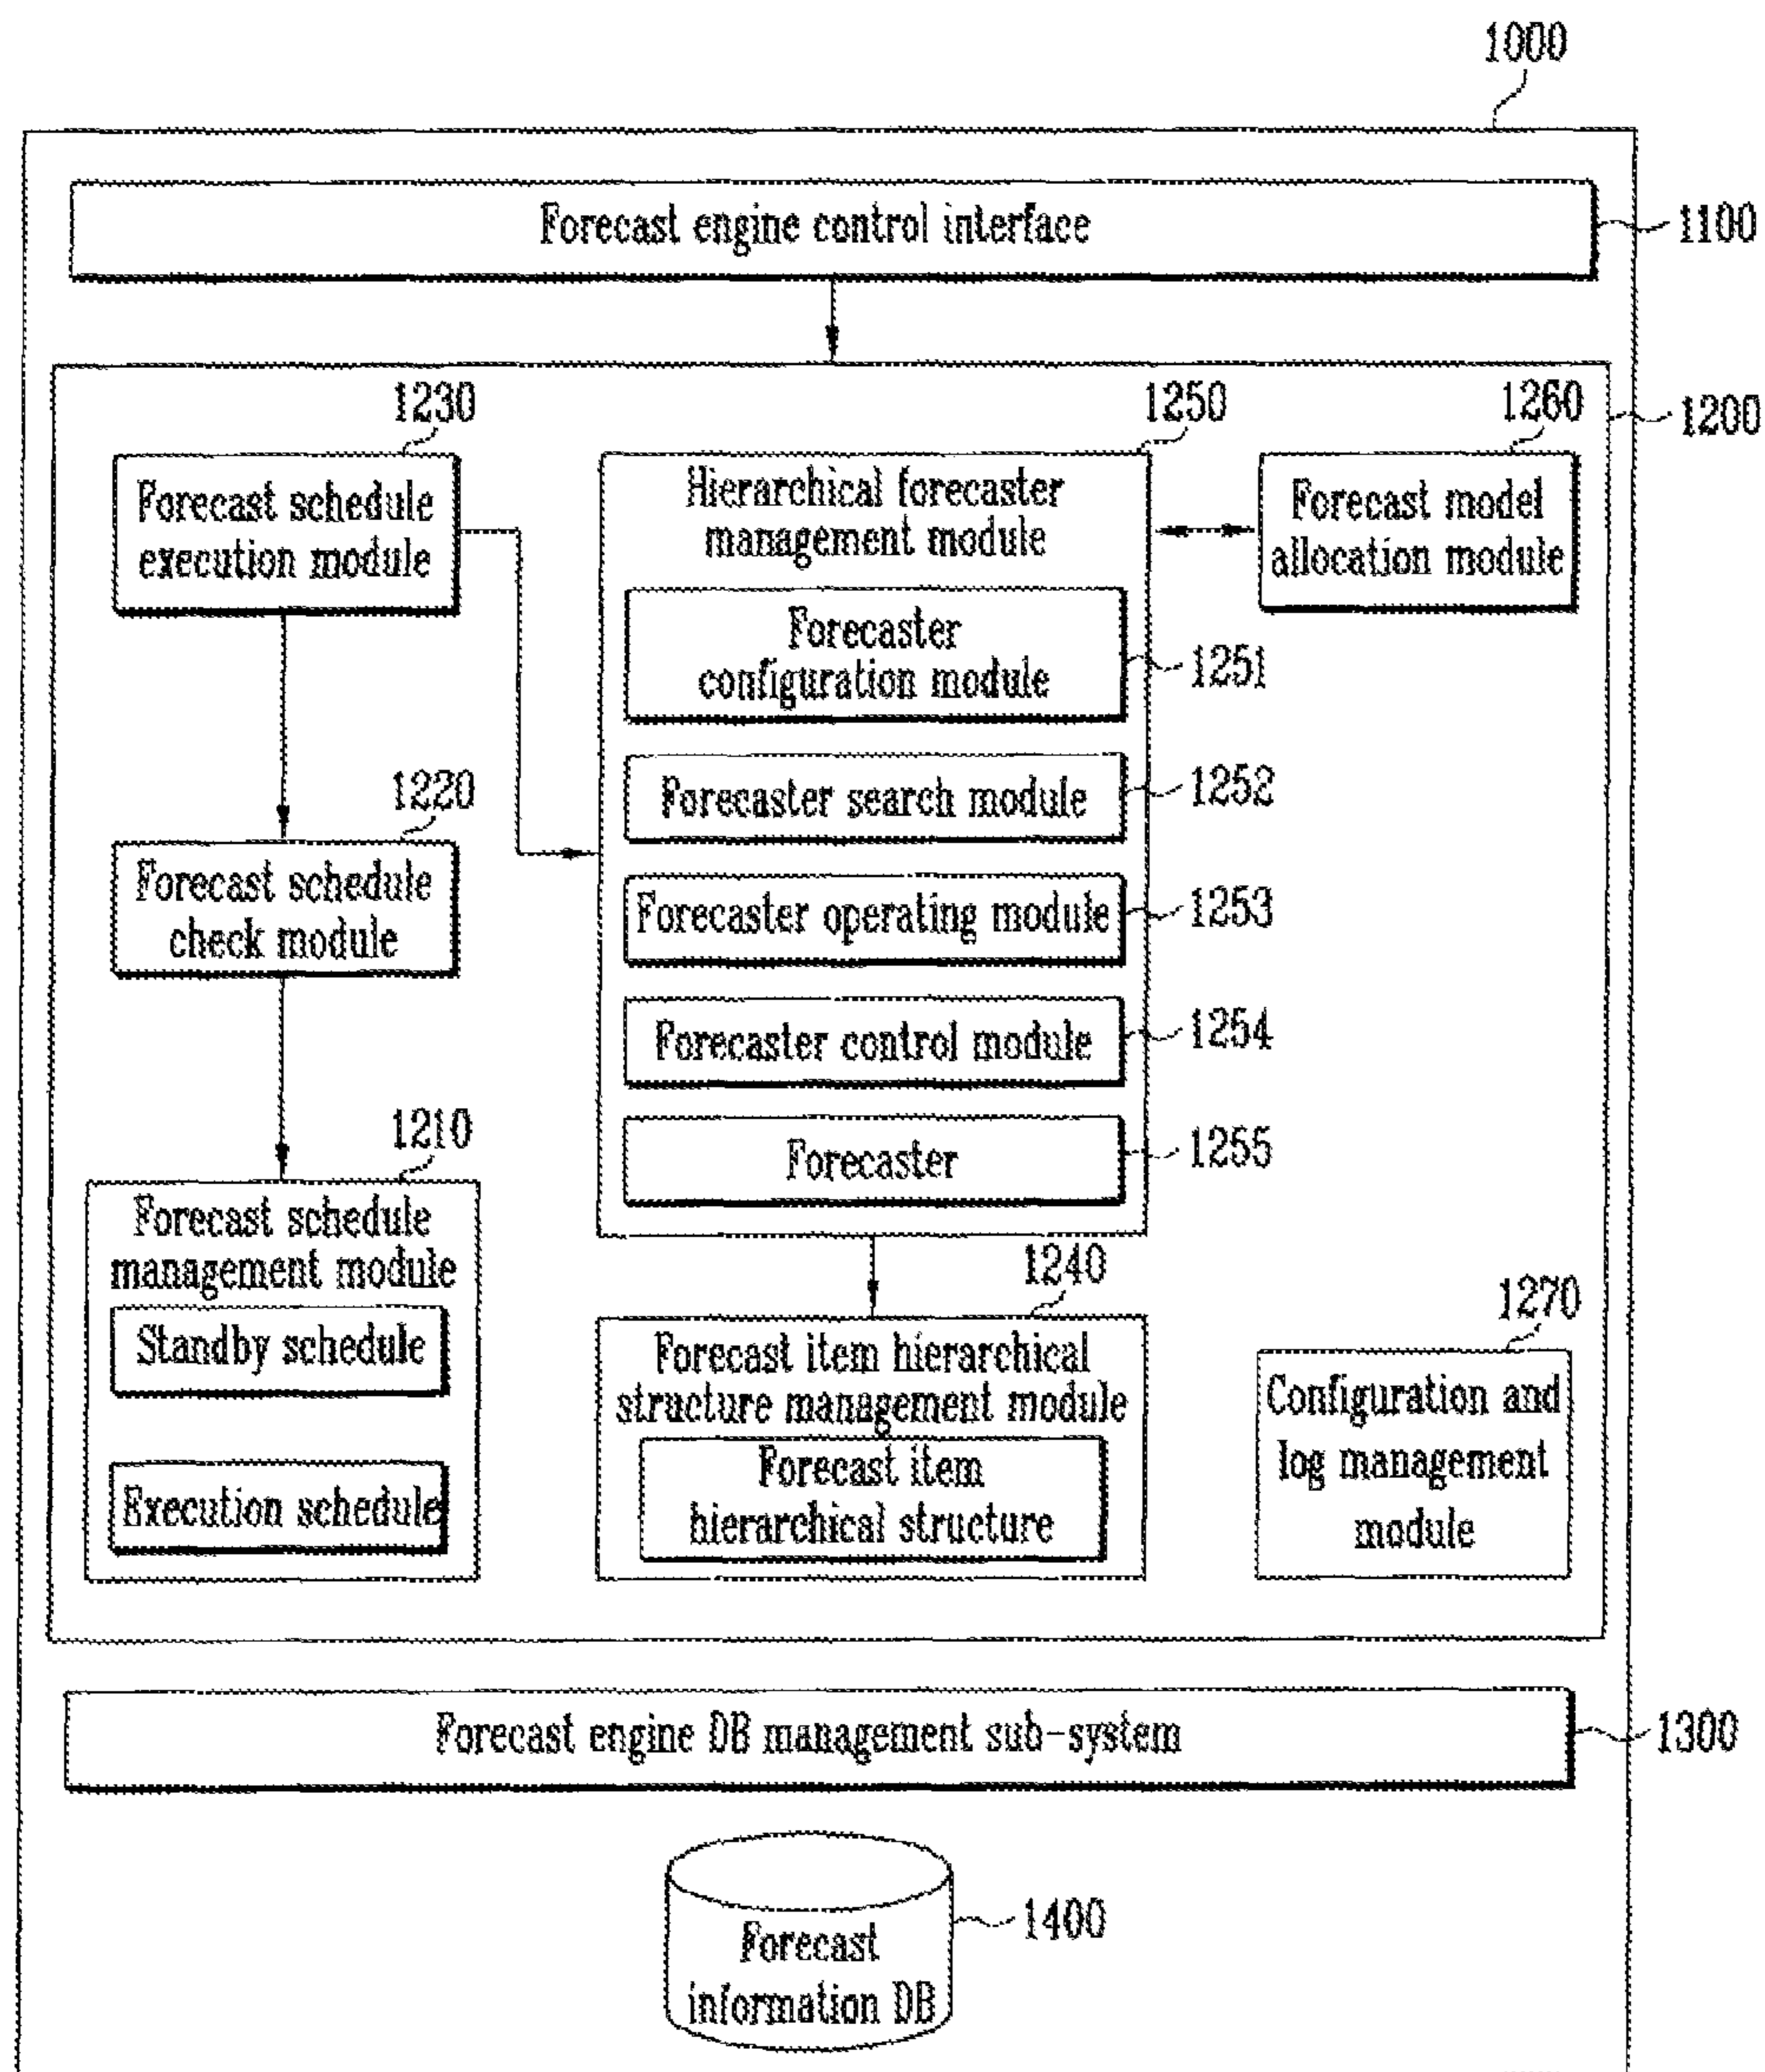 1000
Forecast engine control interface
1100
1200
1230
Forecast schedule
execution module
1220
Forecast schedule
check module
1210
Forecast schedule
management module
Standby schedule
Execution schedule
1250
Hierarchical forecaster
management module
Forecaster
configuration module
1251
Forecaster search module
1252
Forecaster operating module
1253
Forecaster control module
1254
Forecaster
1255
1240
Forecast item hierarchical
structure management module
Forecast item
hierarchical structure
1260
Forecast model
allocation module
1270
Configuration and
log management
module
Forecast engine DB management sub-system
1300
Forecast
information DB
1400